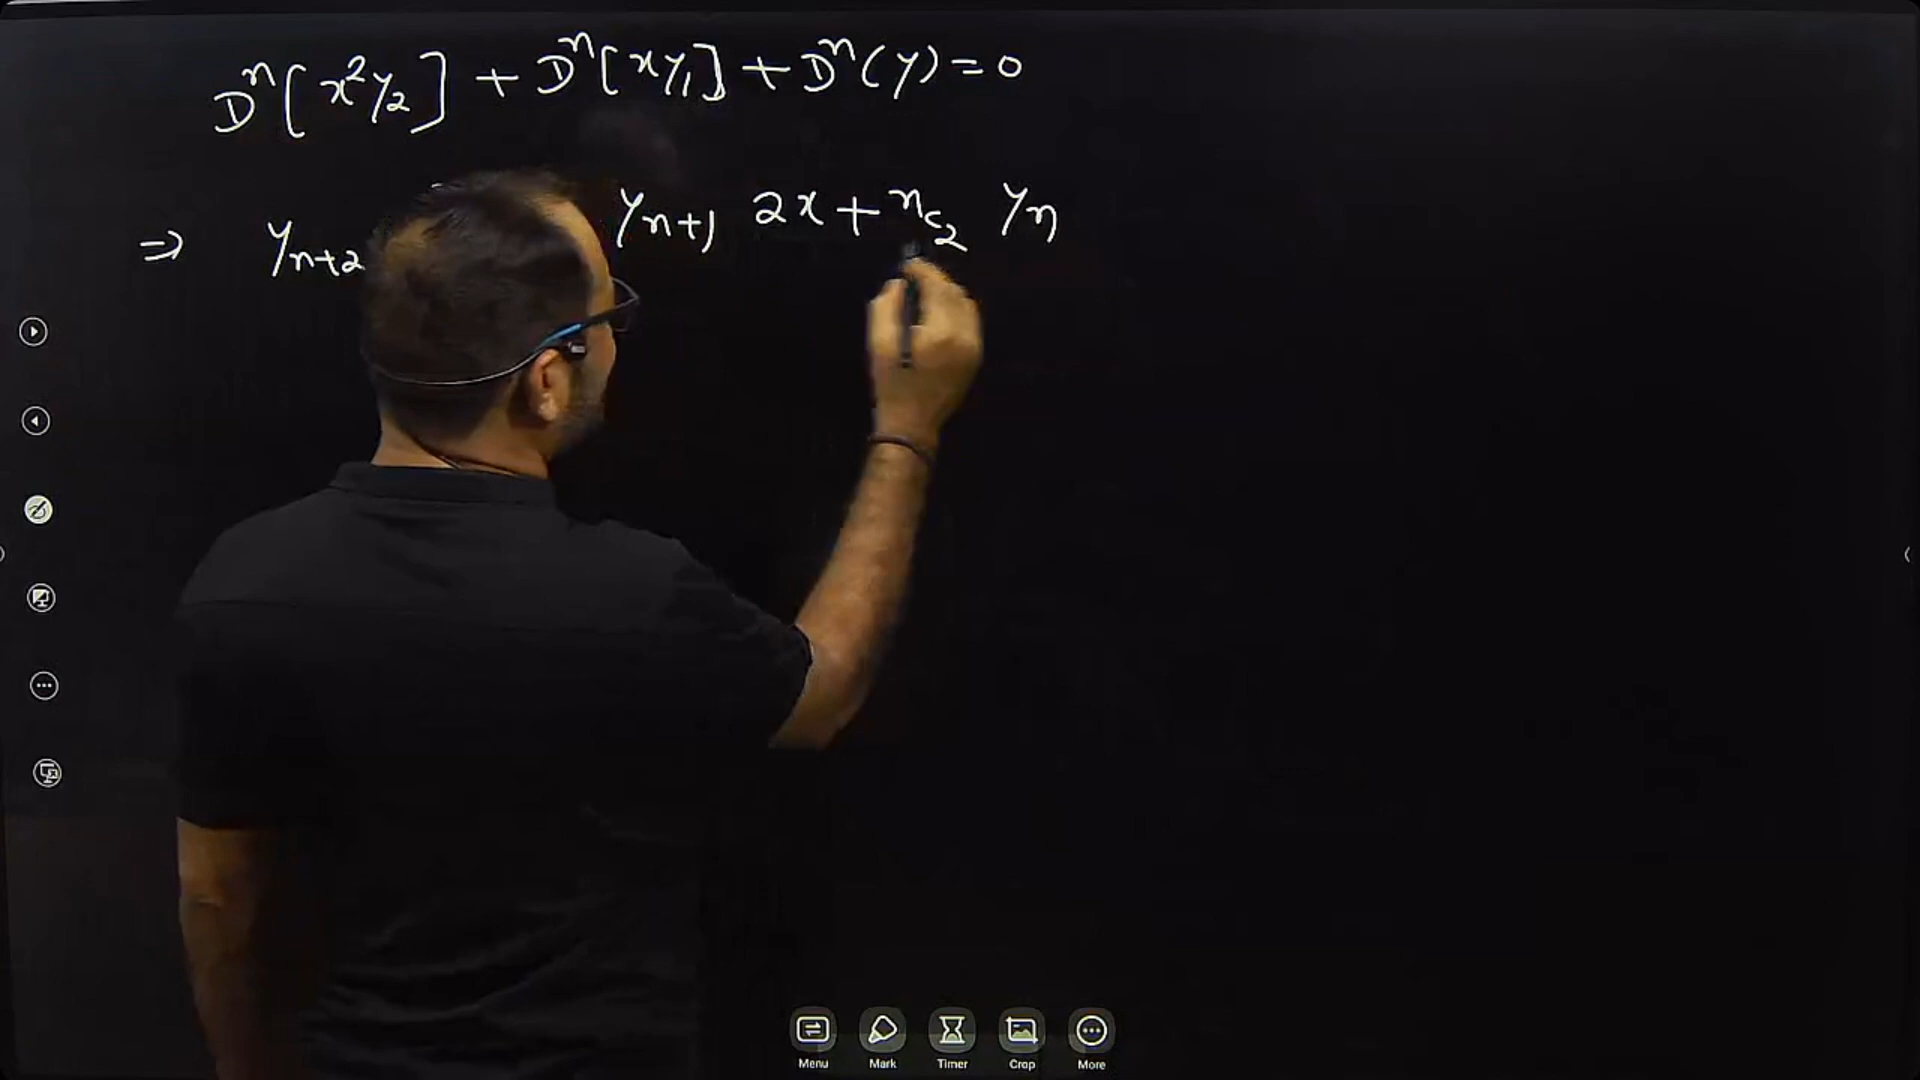 Dⁿ[x²y₂] + Dⁿ[xy₁] + Dⁿ(y) = 0
⇒ yₙ₊₂ yₙ₊₁ 2x + ⁿc₂ yₙ
Menu Mark Timer Crop More